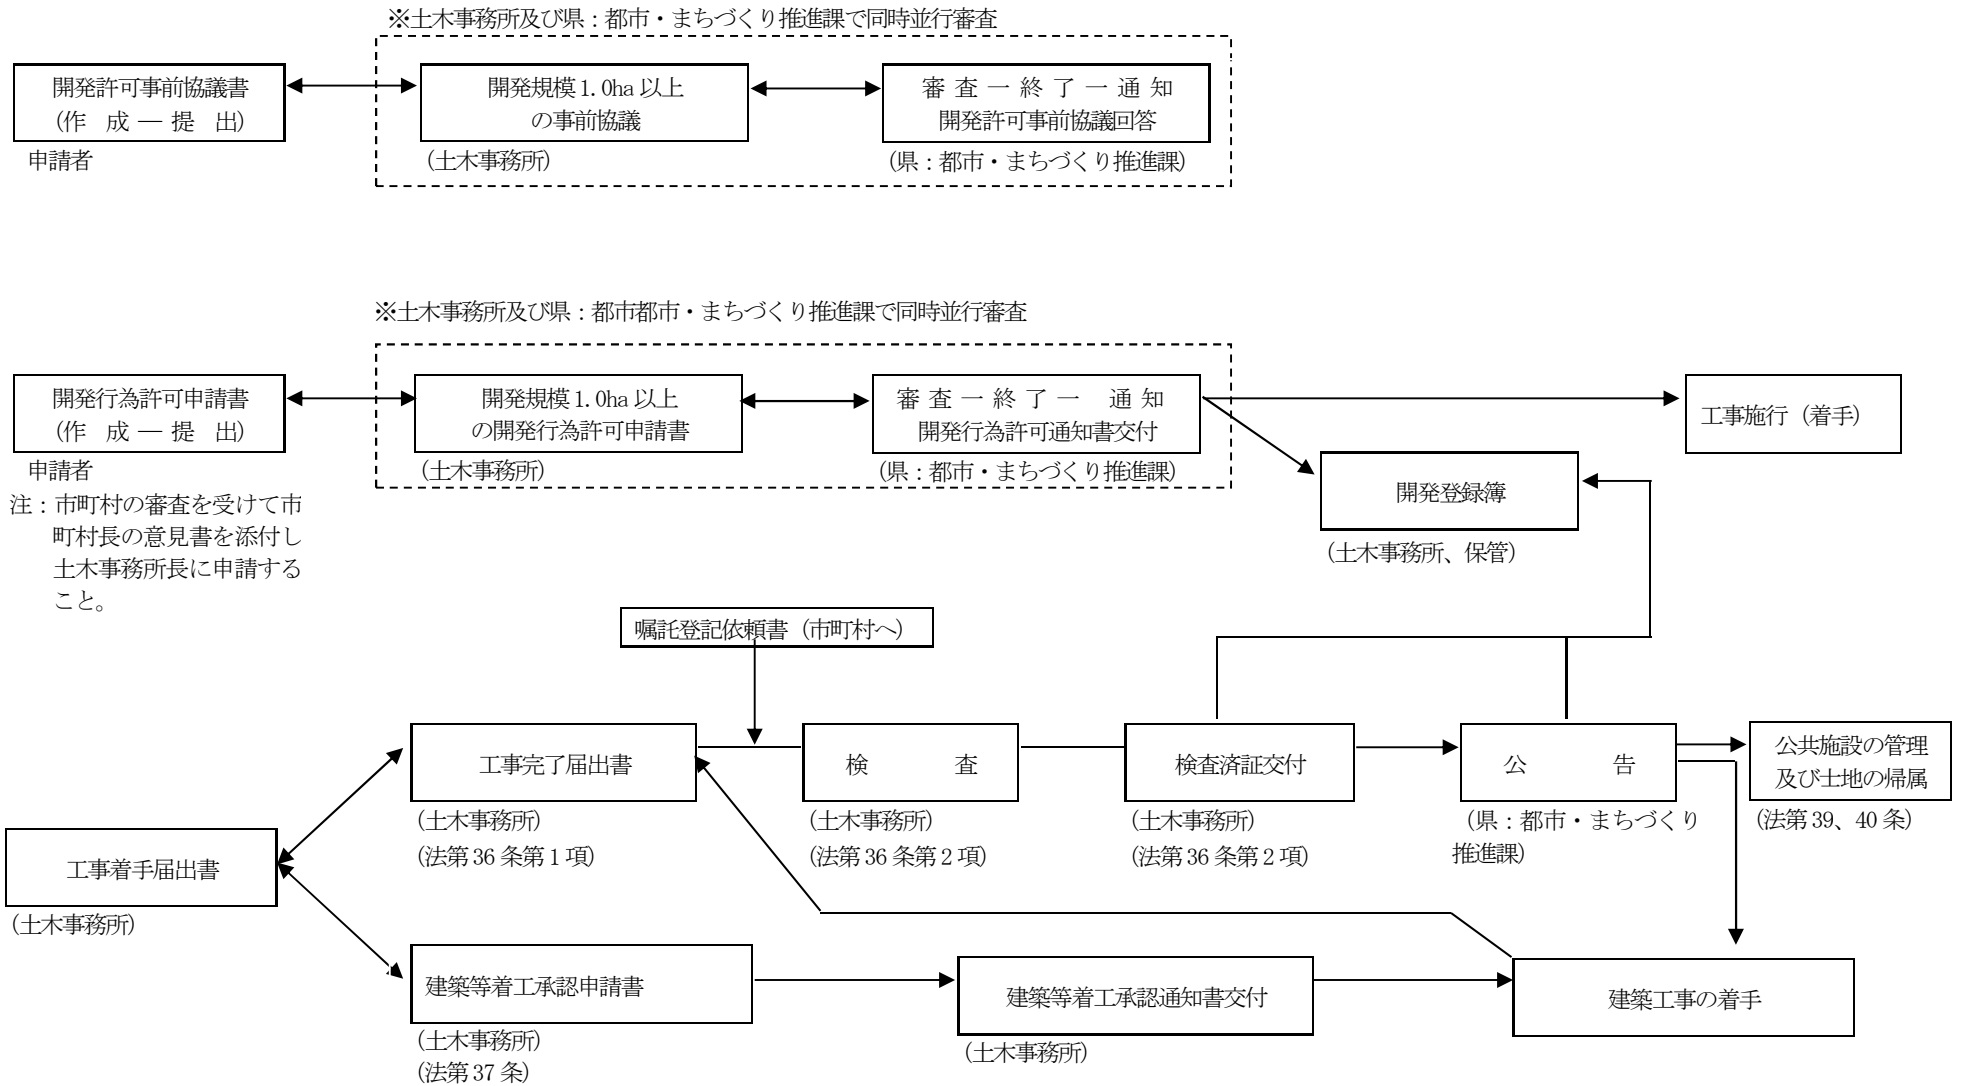 ※土木事務所及び県：都市・まちづくり推進課で同時並行審査
開発許可事前協議書
（作　成 ― 提　出）
申請者
開発規模 1.0ha 以上
の事前協議
（土木事務所）
審 査 ― 終 了 ― 通 知
開発許可事前協議回答
（県：都市・まちづくり推進課）
※土木事務所及び県：都市都市・まちづくり推進課で同時並行審査
開発行為許可申請書
（作　成 ― 提　出）
申請者
注：市町村の審査を受けて市
町村長の意見書を添付し
土木事務所長に申請する
こと。
開発規模 1.0ha 以上
の開発行為許可申請書
（土木事務所）
審 査 ― 終 了 ―　通 知
開発行為許可通知書交付
（県：都市・まちづくり推進課）
工事施行（着手）
開発登録簿
（土木事務所、保管）
嘱託登記依頼書（市町村へ）
工事完了届出書
（土木事務所）
（法第 36 条第 1 項）
検　　　　査
（土木事務所）
（法第 36 条第 2 項）
検査済証交付
（土木事務所）
（法第 36 条第 2 項）
公　　　　告
（県：都市・まちづくり
推進課）
公共施設の管理
及び土地の帰属
（法第 39、40 条）
工事着手届出書
（土木事務所）
建築等着工承認申請書
（土木事務所）
（法第 37 条）
建築等着工承認通知書交付
（土木事務所）
建築工事の着手